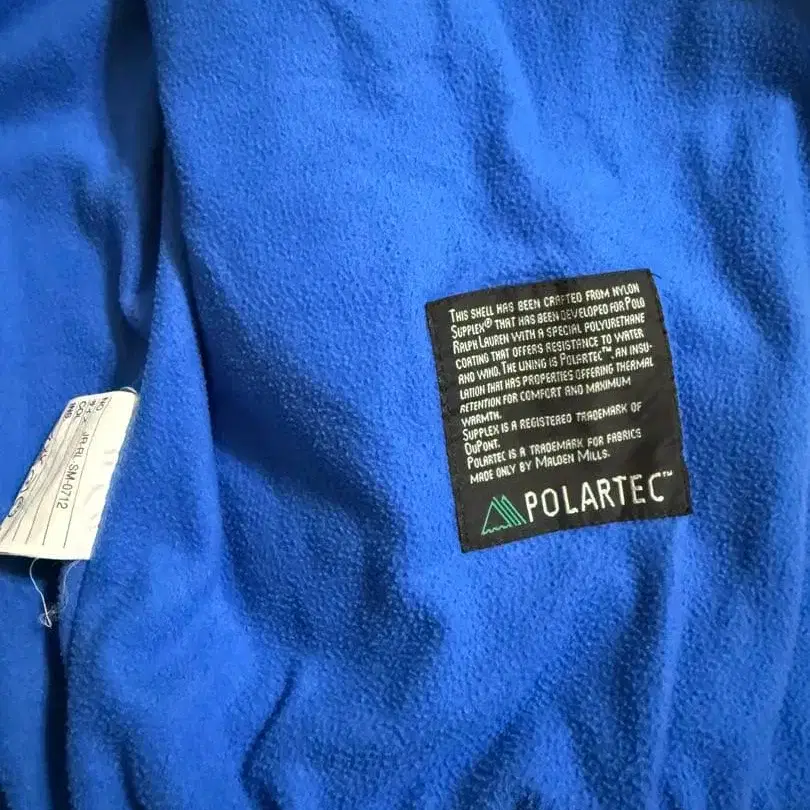 THIS SHELL HAS BEEN CRAFTED FROM NYLON
SUPPLEX® THAT HAS BEEN DEVELOPED FOR POLO
RALPH LAUREN WITH A SPECIAL POLYURETHANE
COATING THAT OFFERS RESISTANCE TO WATER
AND WIND. THE LINING IS POLARTEC™, AN INSU-
LATION THAT HAS PROPERTIES OFFERING THERMAL
RETENTION FOR COMFORT AND MAXIMUM
WARMTH.
SUPPLEX IS A REGISTERED TRADEMARK OF
DUPONT.
POLARTEC IS A TRADEMARK FOR FABRICS
MADE ONLY BY MALDEN MILLS.
POLARTEC™
SM-0712